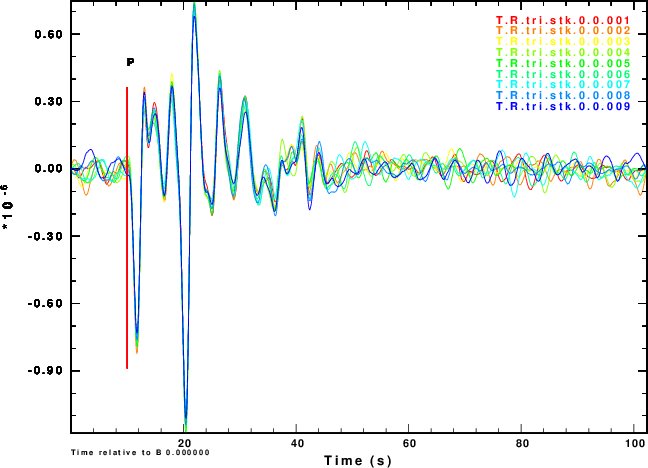 P
T.R.tri.stk.0.0.001
T.R.tri.stk.0.0.002
T.R.tri.stk.0.0.003
T.R.tri.stk.0.0.004
T.R.tri.stk.0.0.005
T.R.tri.stk.0.0.006
T.R.tri.stk.0.0.007
T.R.tri.stk.0.0.008
T.R.tri.stk.0.0.009
0.60
0.30
0.00
-0.30
-0.60
-0.90
*10 -6
20
40
60
80
100
Time relative to B 0.000000
Time (s)